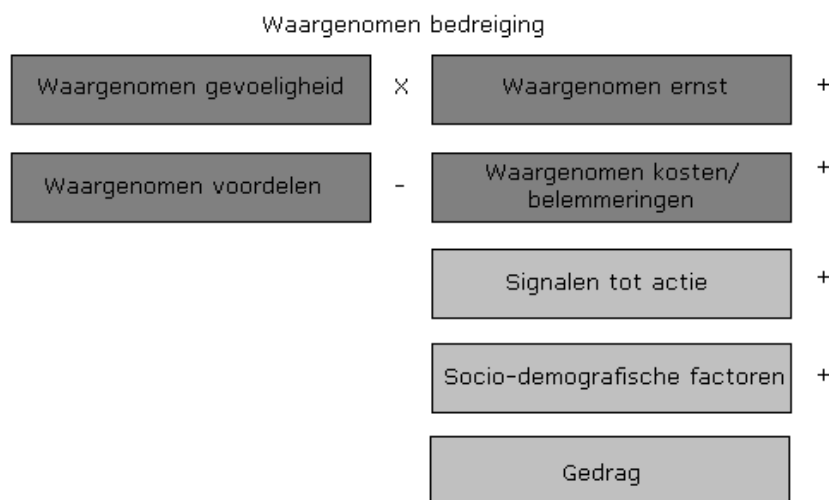 Waargenomen bedreiging
Waargenomen gevoeligheid X Waargenomen ernst +
Waargenomen voordelen - Waargenomen kosten/ +
belemmeringen
Signalen tot actie +
Socio-demografische factoren +
Gedrag